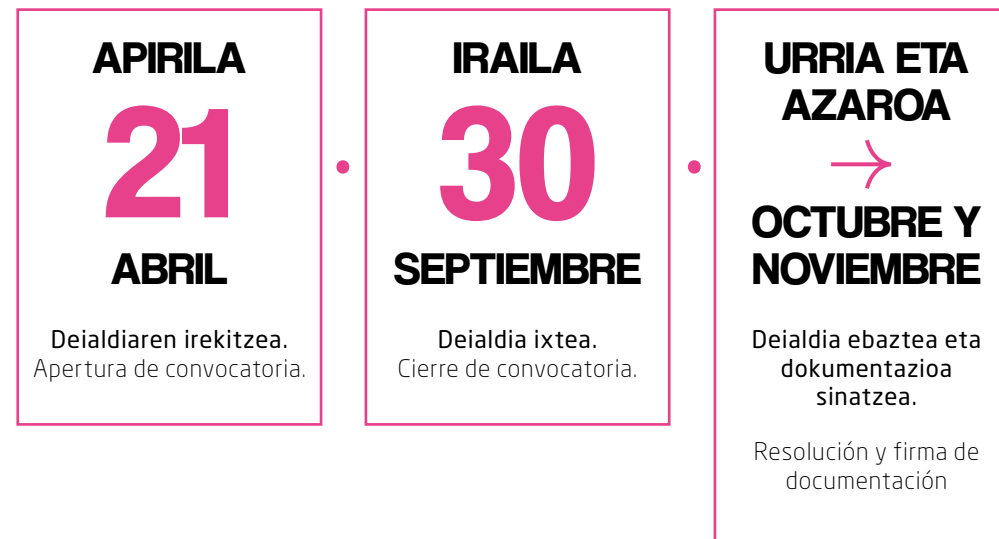 APIRILA
21
ABRIL
Deialdiaren irekitzea.
Apertura de convocatoria.
IRAILA
30
SEPTIEMBRE
Deialdia ixtea.
Cierre de convocatoria.
URRIA ETA
AZAROA
→
OCTUBRE Y
NOVIEMBRE
Deialdia ebaztea eta
dokumentazioa
sinatzea.
Resolución y firma de
documentación